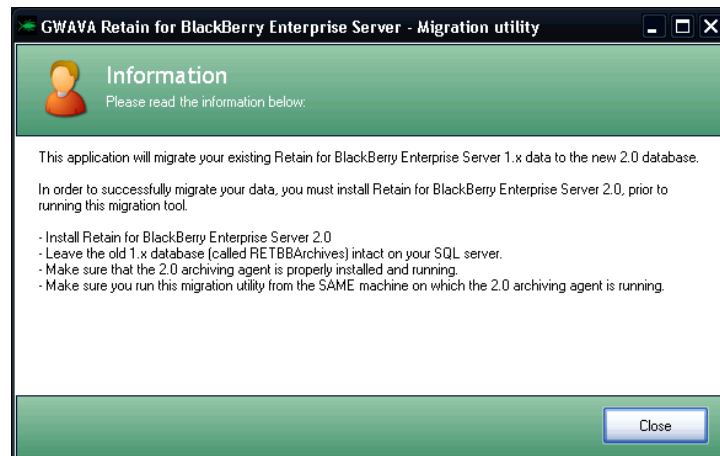 GWAVA Retain for BlackBerry Enterprise Server - Migration utility
Information
Please read the information below:
This application will migrate your existing Retain for BlackBerry Enterprise Server 1.x data to the new 2.0 database.
In order to successfully migrate your data, you must install Retain for BlackBerry Enterprise Server 2.0, prior to
running this migration tool.
- Install Retain for BlackBerry Enterprise Server 2.0
- Leave the old 1.x database (called RETBBArchives) intact on your SQL server.
- Make sure that the 2.0 archiving agent is properly installed and running.
- Make sure you run this migration utility from the SAME machine on which the 2.0 archiving agent is running.
Close